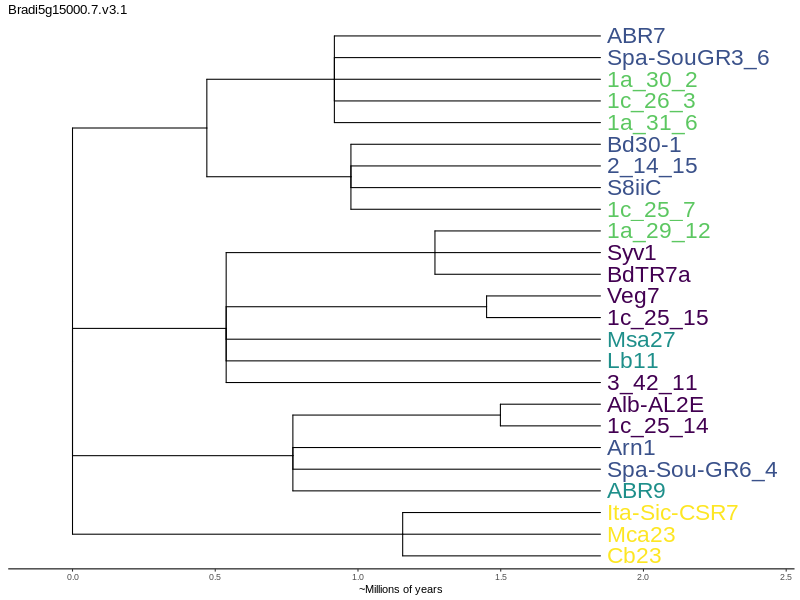 Bradi5g15000.7.v3.1
ABR7
Spa-SouGR3_6
1a_30_2
1c_26_3
1a_31_6
Bd30-1
2_14_15
S8iiC
1c_25_7
1a_29_12
Syv1
BdTR7a
Veg7
1c_25_15
Msa27
Lb11
3_42_11
Alb-AL2E
1c_25_14
Arn1
Spa-Sou-GR6_4
ABR9
Ita-Sic-CSR7
Mca23
Cb23
0.0 0.5 1.0 1.5 2.0 2.5
~Millions of years